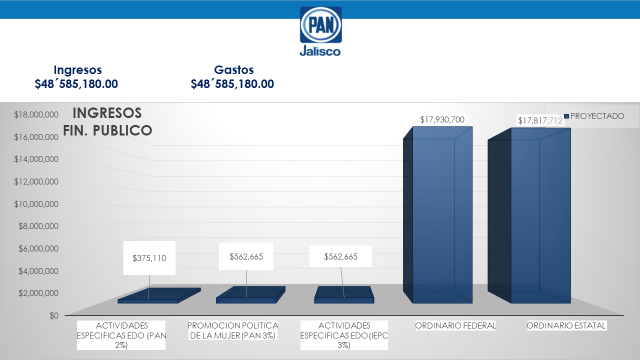 PAN
Jalisco
Ingresos
$48´585,180.00
Gastos
$48´585,180.00
INGRESOS
FIN. PUBLICO
PROYECTADO
$18,000,000
$16,000,000
$14,000,000
$12,000,000
$10,000,000
$8,000,000
$6,000,000
$4,000,000
$2,000,000
$0
$375,110
$562,665
$562,665
$17,930,700
$17,817,712
ACTIVIDADES
ESPECIFICAS EDO (PAN
2%)
PROMOCION POLITICA
DE LA MUJER(PAN 3%)
ACTIVIDADES
ESPECIFICAS EDO(IEPC
3%)
ORDINARIO FEDERAL
ORDINARIO ESTATAL